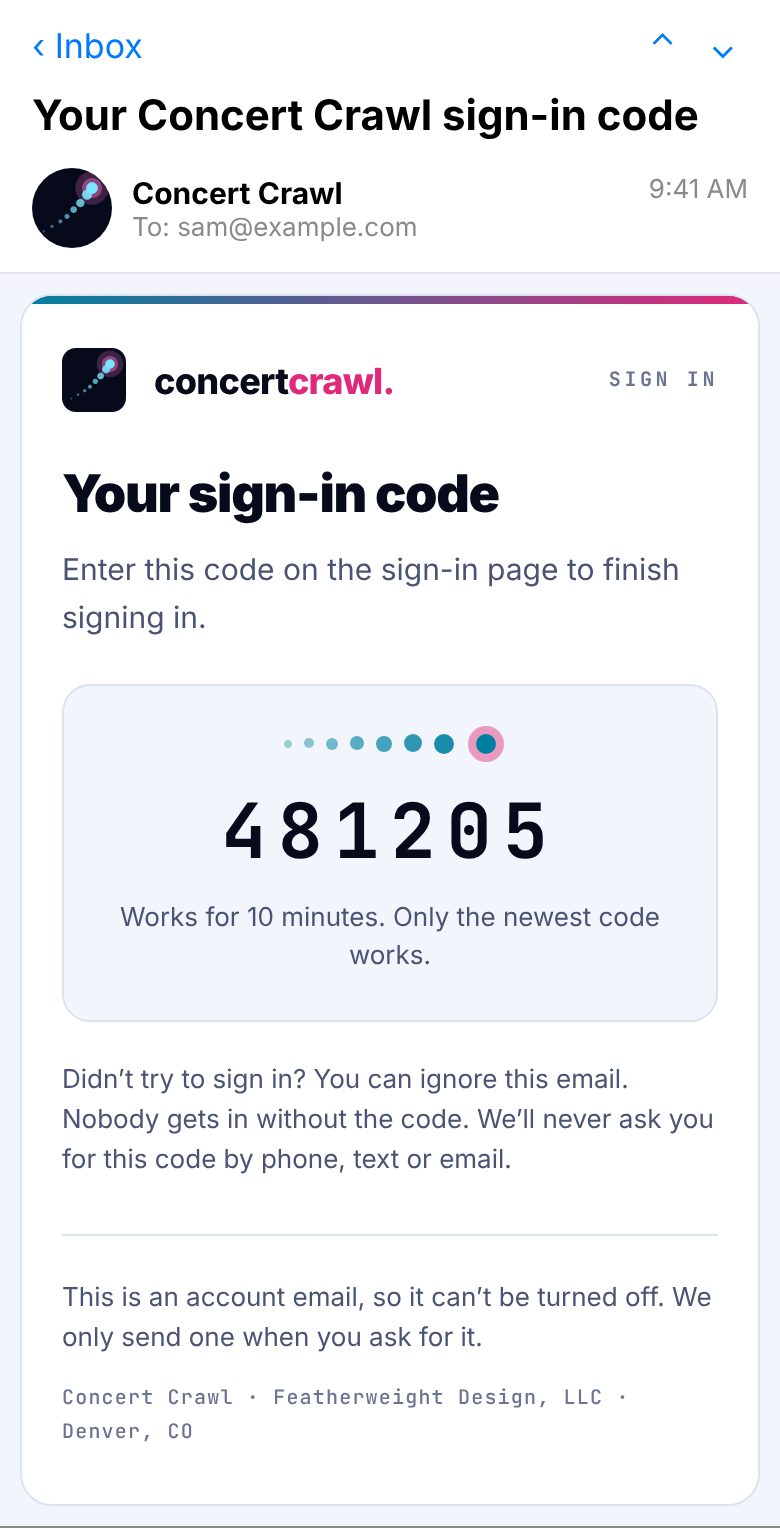 ‹ Inbox
Your Concert Crawl sign-in code
Concert Crawl
9:41 AM
To: sam@example.com
concertcrawl.
SIGN IN
Your sign-in code
Enter this code on the sign-in page to finish
signing in.
481205
Works for 10 minutes. Only the newest code
works.
Didn’t try to sign in? You can ignore this email.
Nobody gets in without the code. We’ll never ask you
for this code by phone, text or email.
This is an account email, so it can’t be turned off. We
only send one when you ask for it.
Concert Crawl · Featherweight Design, LLC ·
Denver, CO